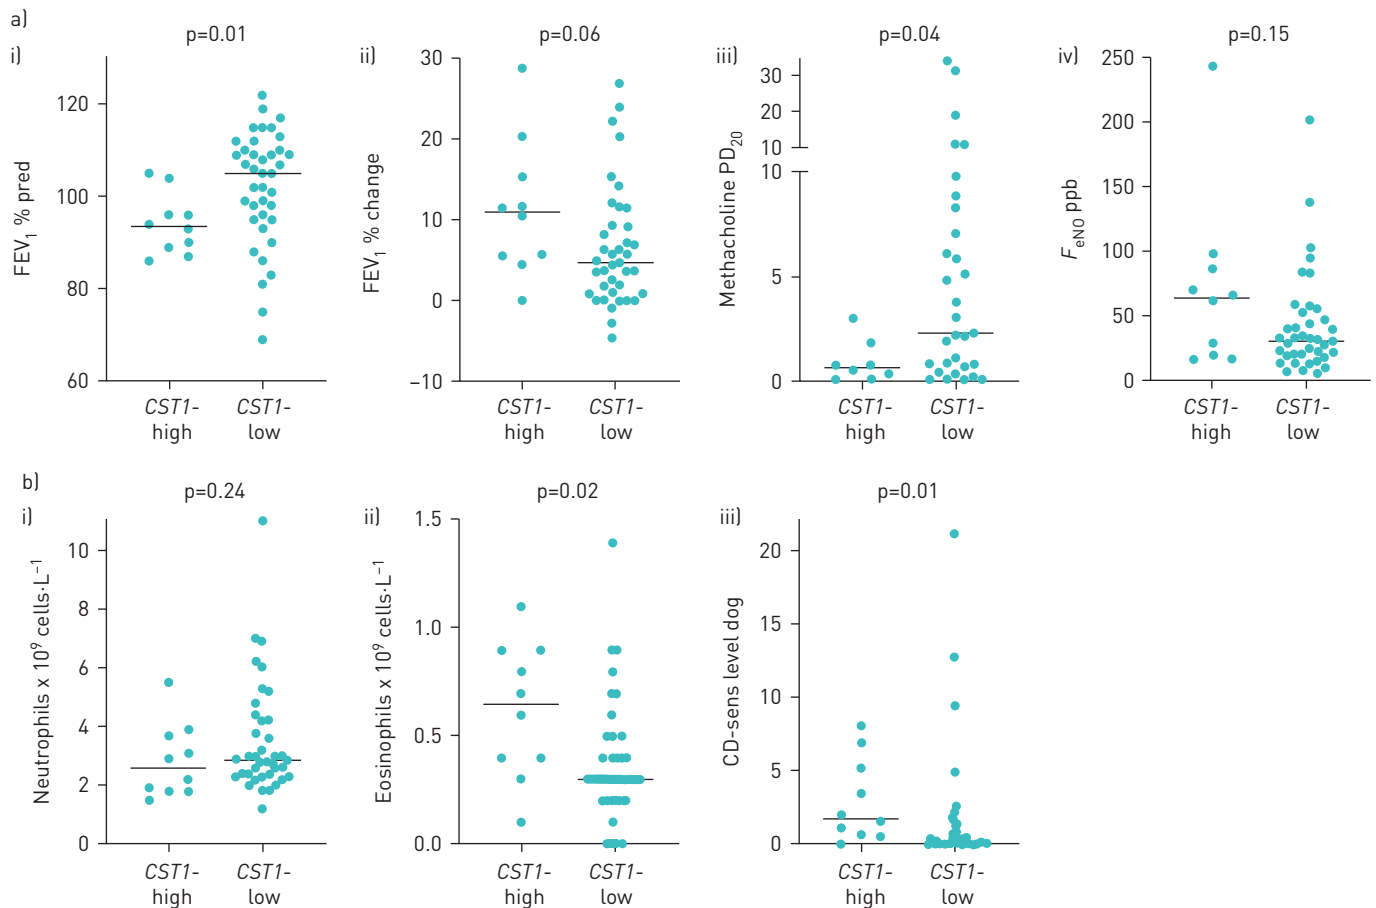 a)
i)
p=0.01
FEV₁ % pred
120
100
80
60
CST1-
high
CST1-
low
ii)
p=0.06
FEV₁ % change
30
20
10
0
–10
CST1-
high
CST1-
low
iii)
p=0.04
Methacholine PD₂₀
30
20
10
10
5
0
CST1-
high
CST1-
low
iv)
p=0.15
FeNO ppb
250
200
150
100
50
0
CST1-
high
CST1-
low
b)
i)
p=0.24
Neutrophils x 10⁹ cells·L⁻¹
10
8
6
4
2
0
CST1-
high
CST1-
low
ii)
p=0.02
Eosinophils x 10⁹ cells·L⁻¹
1.5
1.0
0.5
0.0
CST1-
high
CST1-
low
iii)
p=0.01
CD-sens level dog
20
15
10
5
0
CST1-
high
CST1-
low